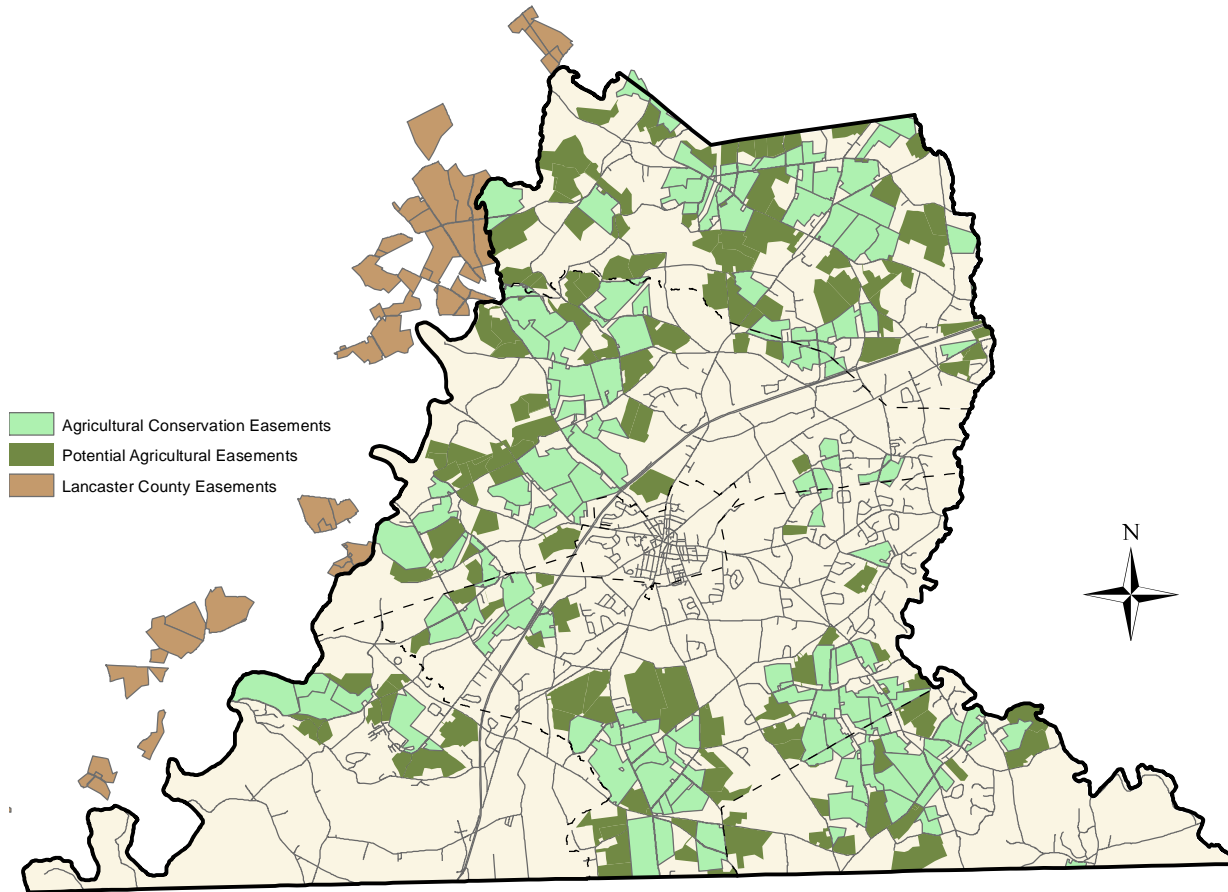 Agricultural Conservation Easements
Potential Agricultural Easements
Lancaster County Easements
N